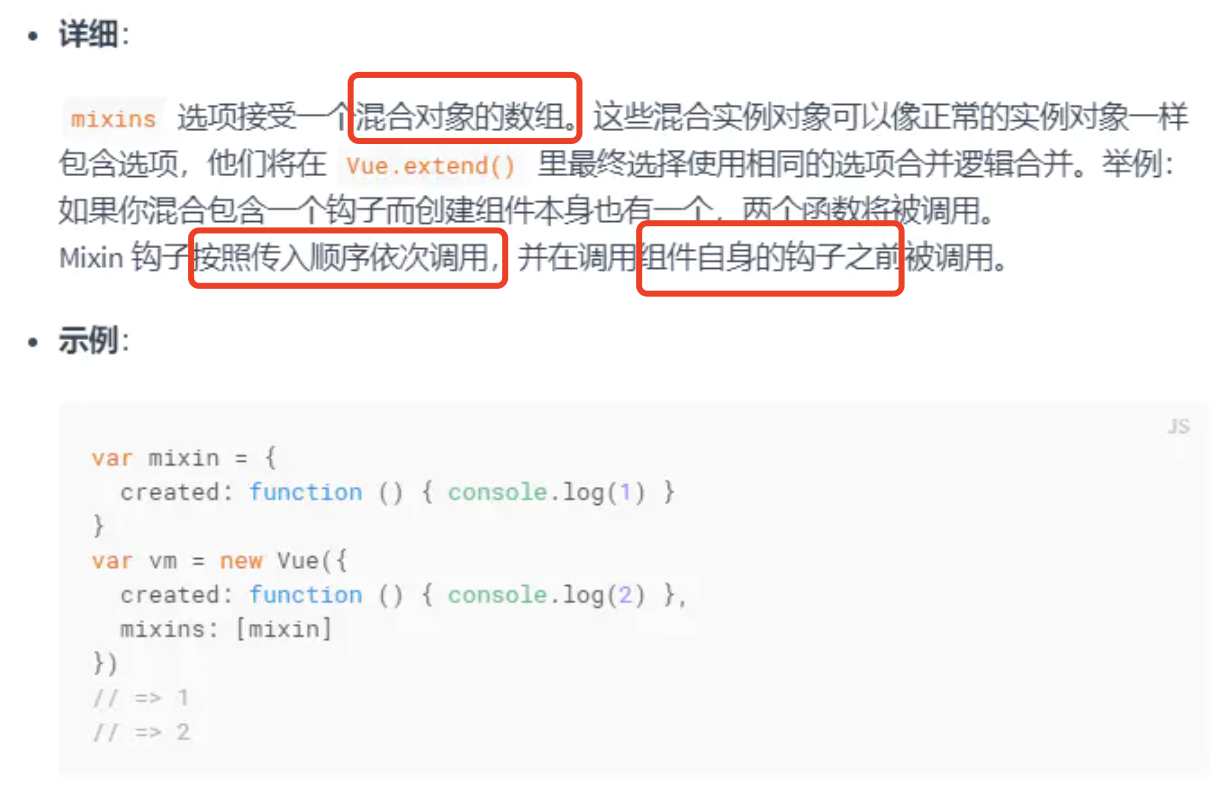 • 详细：
mixins 选项接受一个混合对象的数组。这些混合实例对象可以像正常的实例对象一样
包含选项，他们将在 Vue.extend() 里最终选择使用相同的选项合并逻辑合并。举例：
如果你混合包含一个钩子而创建组件本身也有一个，两个函数将被调用。
Mixin 钩子按照传入顺序依次调用，并在调用组件自身的钩子之前被调用。
• 示例：
JS
var mixin = {
  created: function () { console.log(1) }
}
var vm = new Vue({
  created: function () { console.log(2) },
  mixins: [mixin]
})
// => 1
// => 2